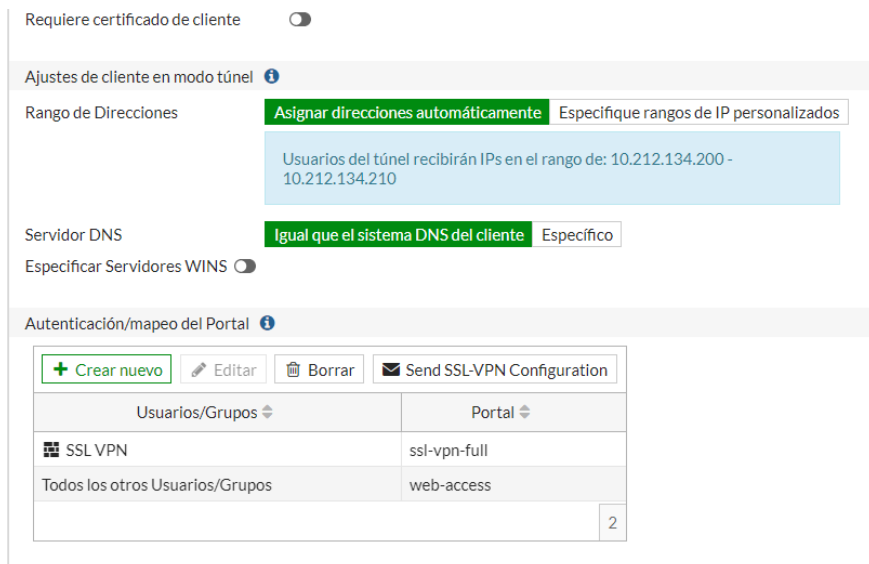 Requiere certificado de cliente
Ajustes de cliente en modo túnel
Rango de Direcciones
Asignar direcciones automáticamente Especifique rangos de IP personalizados
Usuarios del túnel recibirán IPs en el rango de: 10.212.134.200 -
10.212.134.210
Servidor DNS
Igual que el sistema DNS del cliente Específico
Especificar Servidores WINS
Autenticación/mapeo del Portal
Crear nuevo Editar Borrar Send SSL-VPN Configuration
Usuarios/Grupos Portal
SSL VPN ssl-vpn-full
Todos los otros Usuarios/Grupos web-access
2